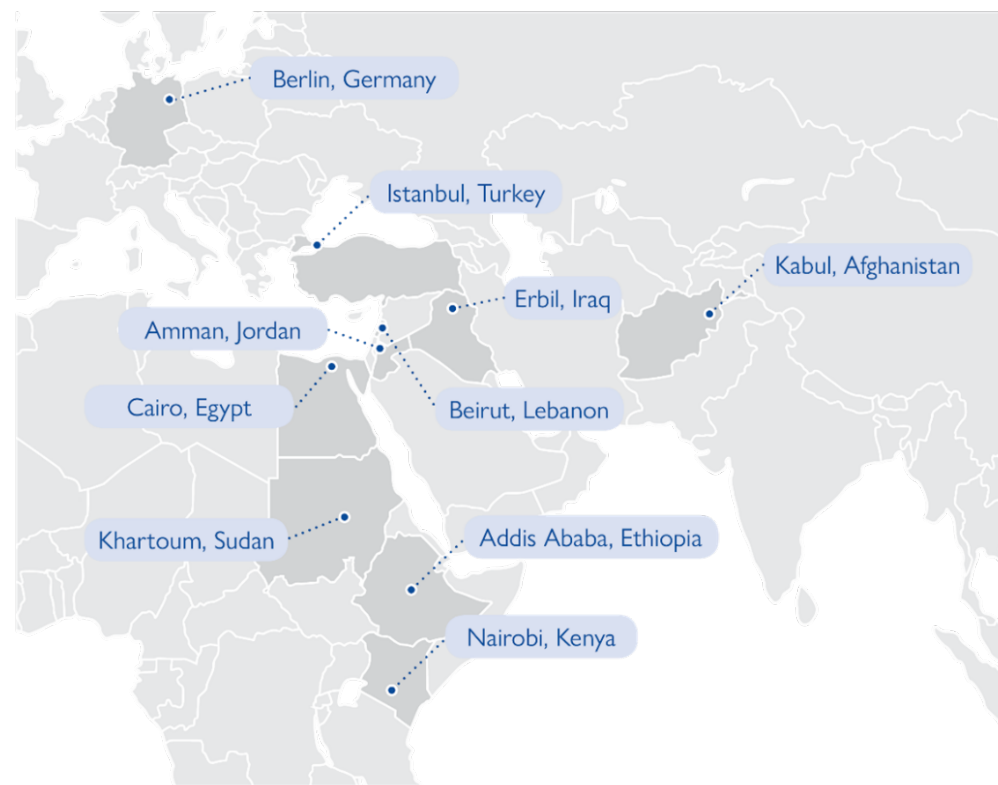 Berlin, Germany
Istanbul, Turkey
Kabul, Afghanistan
Erbil, Iraq
Amman, Jordan
Cairo, Egypt
Beirut, Lebanon
Khartoum, Sudan
Addis Ababa, Ethiopia
Nairobi, Kenya